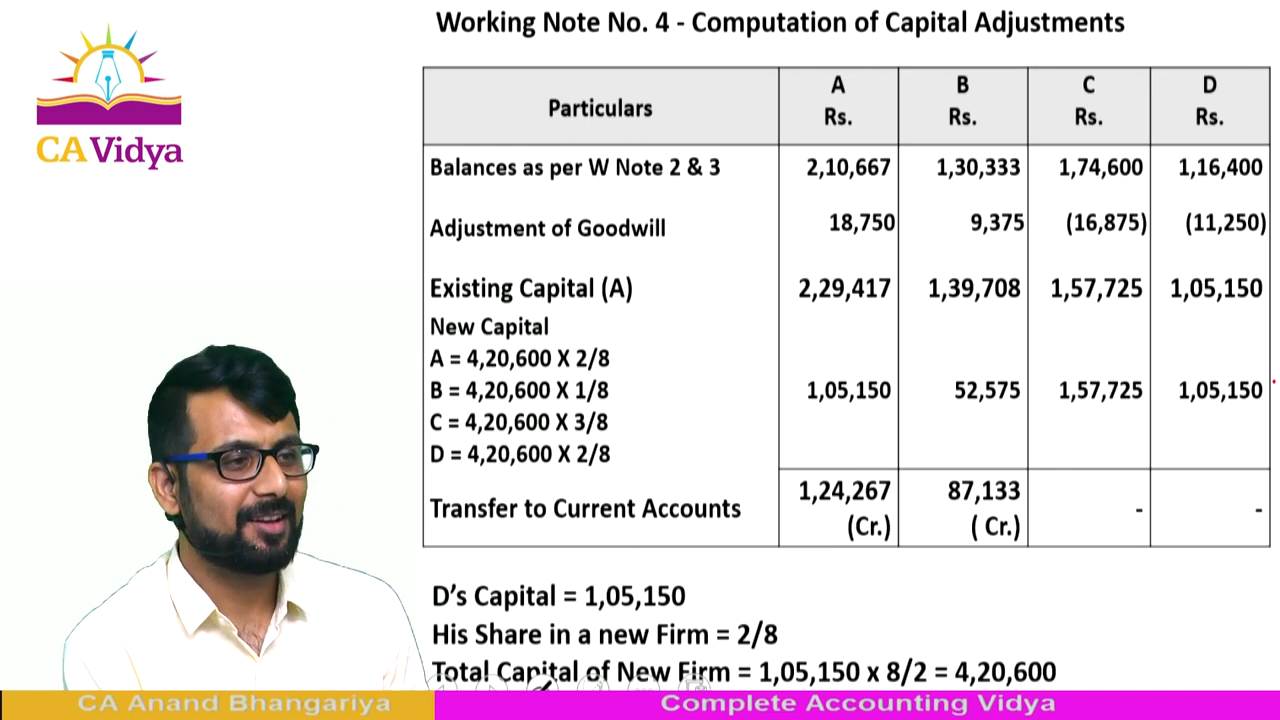 Working Note No. 4 - Computation of Capital Adjustments
CA Vidya
Particulars A Rs. B Rs. C Rs. D Rs.
Balances as per W Note 2 & 3 2,10,667 1,30,333 1,74,600 1,16,400
Adjustment of Goodwill 18,750 9,375 (16,875) (11,250)
Existing Capital (A) 2,29,417 1,39,708 1,57,725 1,05,150
New Capital
A = 4,20,600 X 2/8
B = 4,20,600 X 1/8 1,05,150 52,575 1,57,725 1,05,150
C = 4,20,600 X 3/8
D = 4,20,600 X 2/8
Transfer to Current Accounts 1,24,267 (Cr.) 87,133 ( Cr.) - -
D's Capital = 1,05,150
His Share in a new Firm = 2/8
Total Capital of New Firm = 1,05,150 x 8/2 = 4,20,600
CA Anand Bhangariya Complete Accounting Vidya